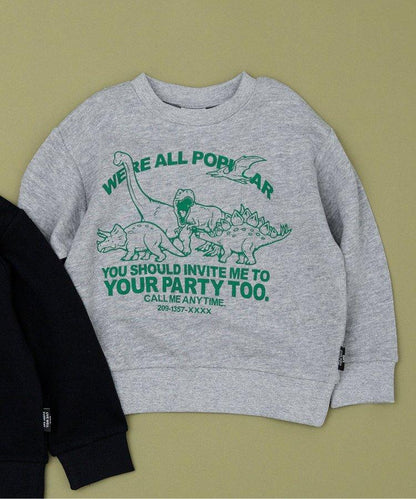 WE'RE ALL POPULAR
YOU SHOULD INVITE ME TO
YOUR PARTY TOO.
CALL ME ANYTIME.
209-1357-XXXX